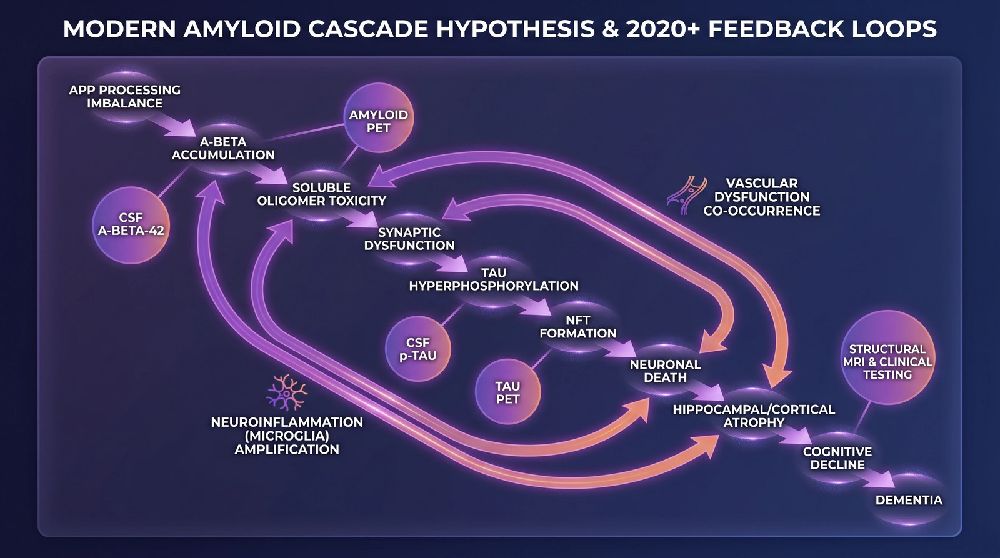 MODERN AMYLOID CASCADE HYPOTHESIS & 2020+ FEEDBACK LOOPS
APP PROCESSING
IMBALANCE
A-BETA
ACCUMULATION
AMYLOID
PET
CSF
A-BETA-42
SOLUBLE
OLIGOMER TOXICITY
VASCULAR
DYSFUNCTION
CO-OCCURRENCE
SYNAPTIC
DYSFUNCTION
TAU
HYPERPHOSPHORYLATION
CSF
p-TAU
NFT
FORMATION
TAU
PET
NEURONAL
DEATH
STRUCTURAL
MRI & CLINICAL
TESTING
NEUROINFLAMMATION
(MICROGLIA)
AMPLIFICATION
HIPPOCAMPAL/CORTICAL
ATROPHY
COGNITIVE
DECLINE
DEMENTIA